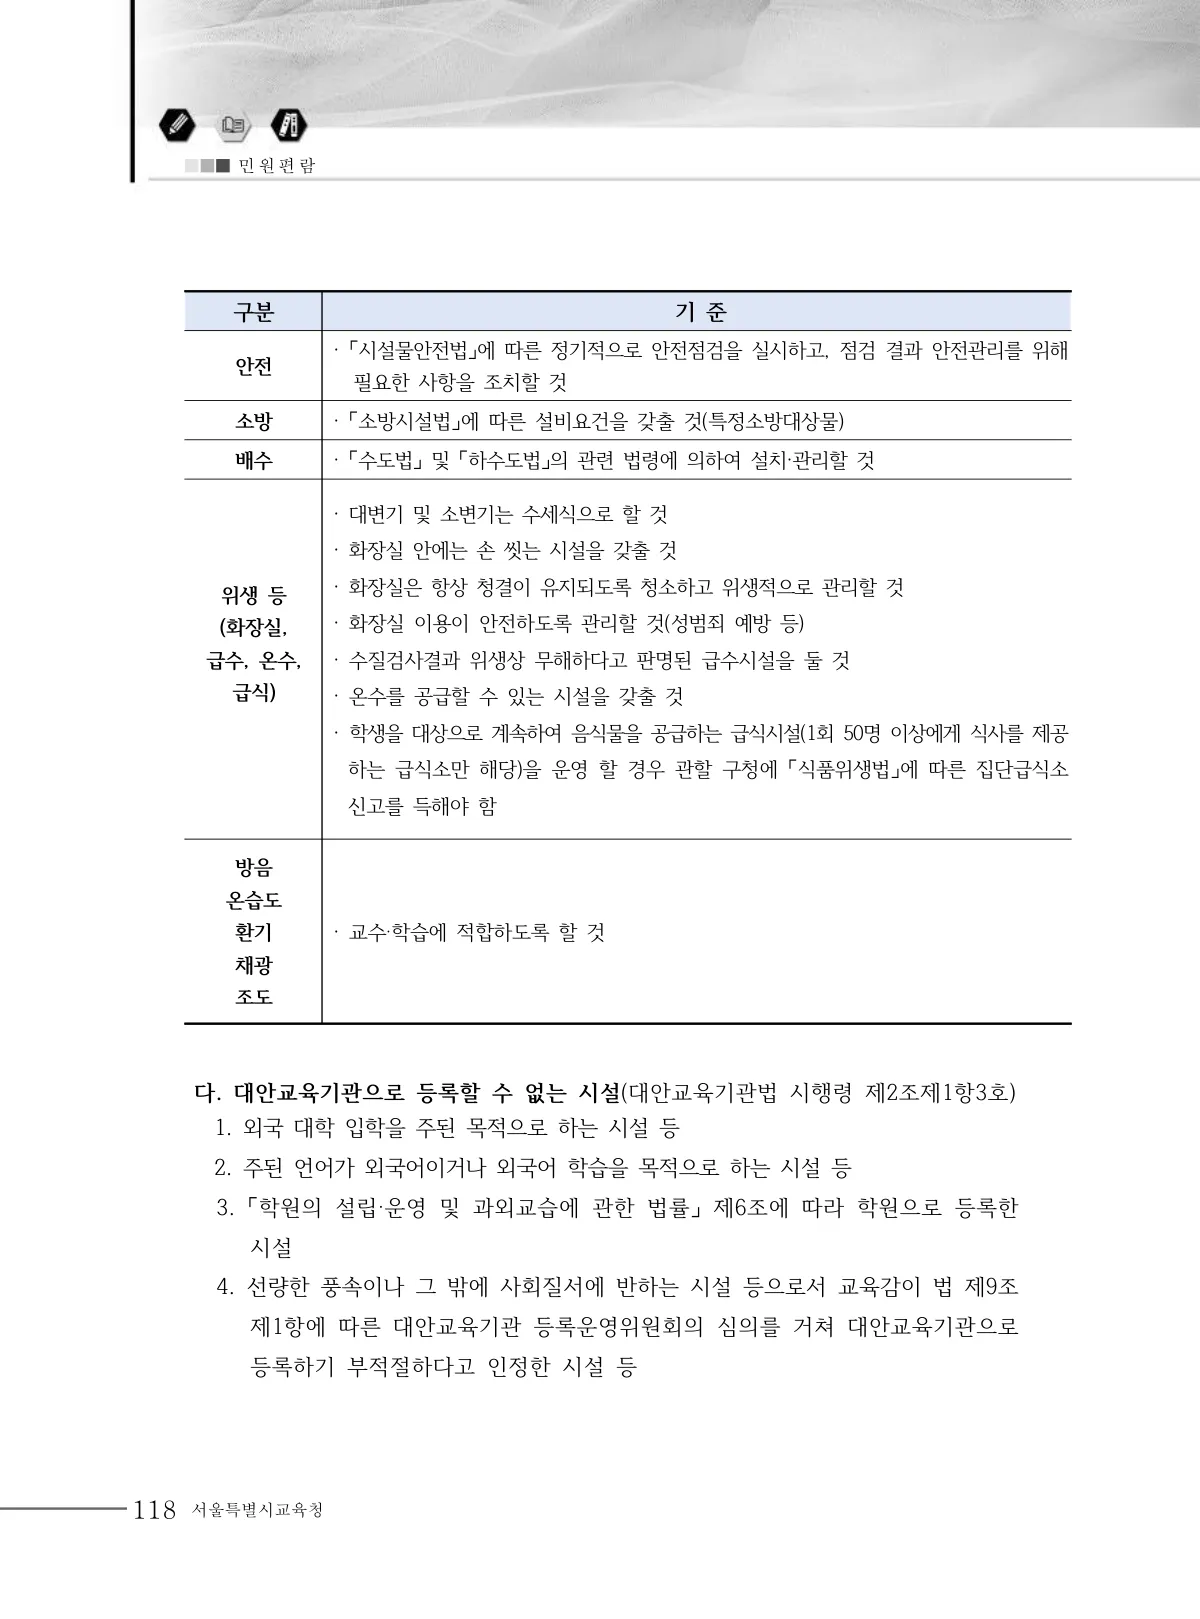 민원편람
구분
기 준
안전
· 「시설물안전법」에 따른 정기적으로 안전점검을 실시하고, 점검 결과 안전관리를 위해
필요한 사항을 조치할 것
소방
· 「소방시설법」에 따른 설비요건을 갖출 것(특정소방대상물)
배수
· 「수도법」 및 「하수도법」의 관련 법령에 의하여 설치·관리할 것
위생 등
(화장실,
급수, 온수,
급식)
· 대변기 및 소변기는 수세식으로 할 것
· 화장실 안에는 손 씻는 시설을 갖출 것
· 화장실은 항상 청결이 유지되도록 청소하고 위생적으로 관리할 것
· 화장실 이용이 안전하도록 관리할 것(성범죄 예방 등)
· 수질검사결과 위생상 무해하다고 판명된 급수시설을 둘 것
· 온수를 공급할 수 있는 시설을 갖출 것
· 학생을 대상으로 계속하여 음식물을 공급하는 급식시설(1회 50명 이상에게 식사를 제공
하는 급식소만 해당)을 운영 할 경우 관할 구청에 「식품위생법」에 따른 집단급식소
신고를 득해야 함
방음
온습도
환기
채광
조도
· 교수·학습에 적합하도록 할 것
다. 대안교육기관으로 등록할 수 없는 시설(대안교육기관법 시행령 제2조제1항3호)
1. 외국 대학 입학을 주된 목적으로 하는 시설 등
2. 주된 언어가 외국어이거나 외국어 학습을 목적으로 하는 시설 등
3. 「학원의 설립·운영 및 과외교습에 관한 법률」 제6조에 따라 학원으로 등록한
시설
4. 선량한 풍속이나 그 밖에 사회질서에 반하는 시설 등으로서 교육감이 법 제9조
제1항에 따른 대안교육기관 등록운영위원회의 심의를 거쳐 대안교육기관으로
등록하기 부적절하다고 인정한 시설 등
118 서울특별시교육청